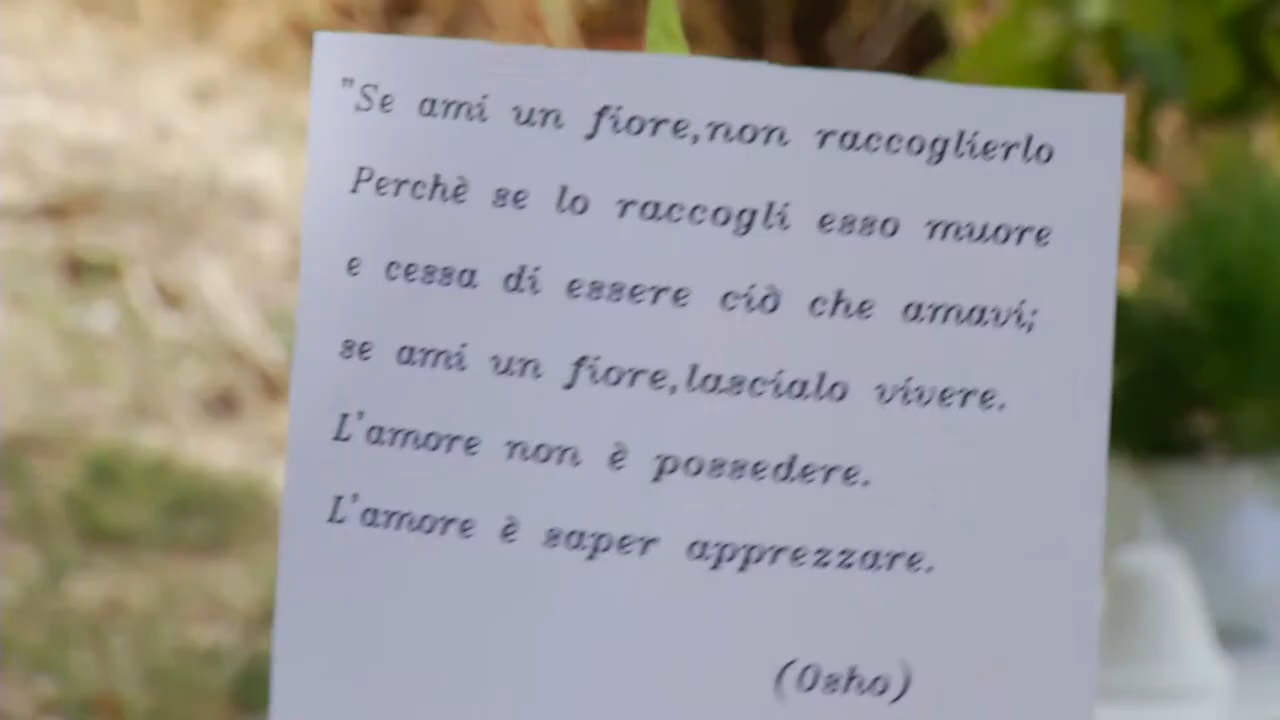 "Se ami un fiore,non raccoglierlo
Perchè se lo raccogli esso muore
e cessa di essere ciò che amavi;
se ami un fiore,lascialo vivere.
L'amore non è possedere.
L'amore è saper apprezzare.
(Osho)